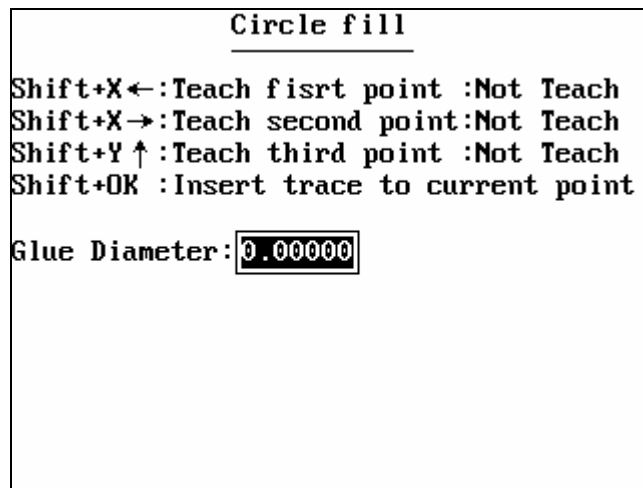 Circle fill
Shift+X←:Teach fisrt point :Not Teach
Shift+X→:Teach second point:Not Teach
Shift+Y↑:Teach third point :Not Teach
Shift+OK :Insert trace to current point
Glue Diameter:0.00000